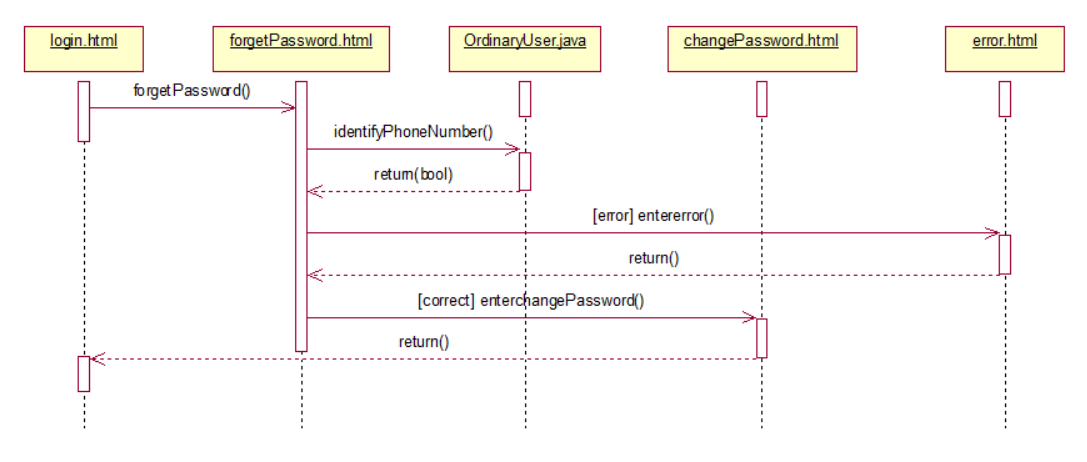 login.html
forgetPassword.html
OrdinaryUser.java
changePassword.html
error.html
forgetPassword()
identifyPhoneNumber()
return(bool)
[error] entererror()
return()
[correct] enterchangePassword()
return()